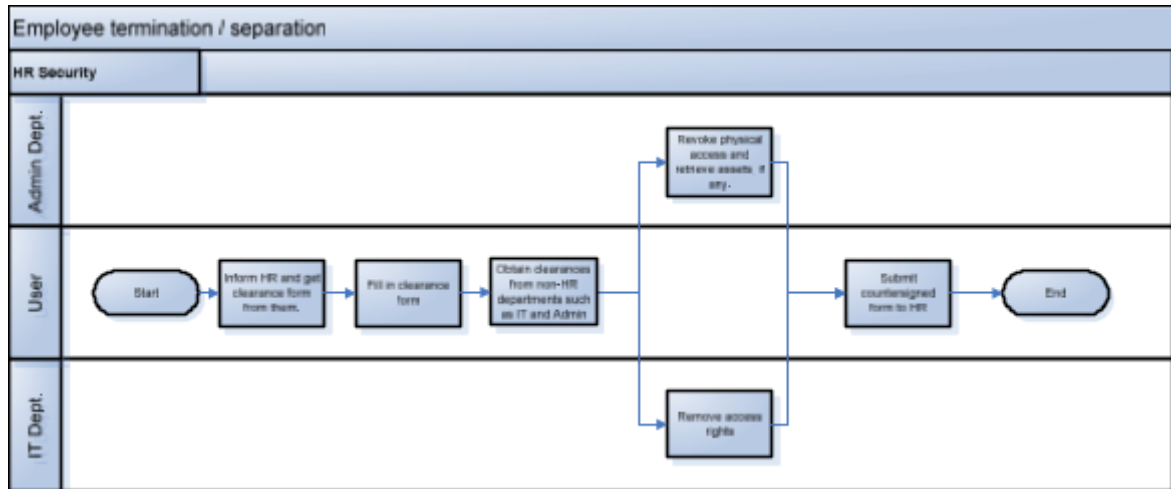 Employee termination / separation
HR Security
Admin Dept.
Revoke physical
access and
retrieve assets if
any.
User
Start
Inform HR and get
clearance form
from them.
Fill in clearance
form
Obtain clearances
from non-HR
departments such
as IT and Admin
Submit
countersigned
form to HR
End
IT Dept.
Remove access
rights